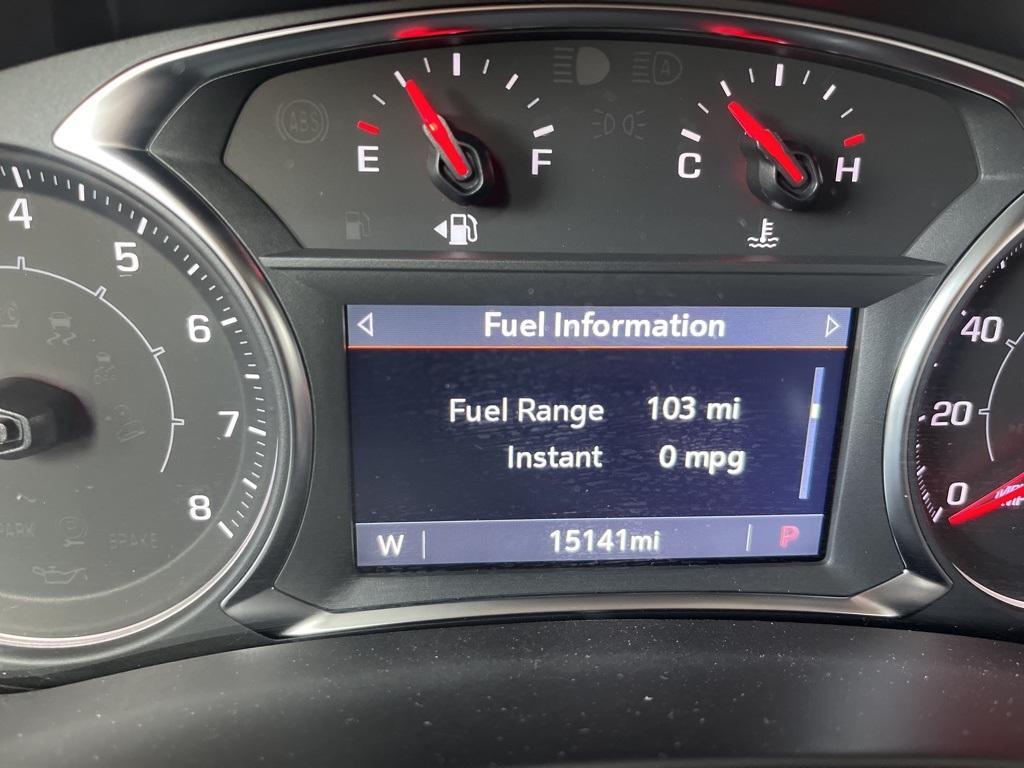 ABS
E
F
C
H
4
5
6
7
8
Fuel Information
Fuel Range 103 mi
Instant 0 mpg
W 15141mi P
40
20
0
PARK
BRAKE